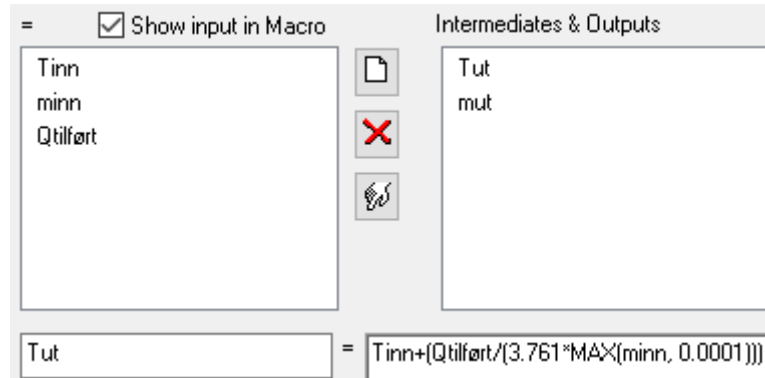 = Show input in Macro
Intermediates & Outputs
Tinn
minn
Qtilført
Tut
mut
Tut = Tinn+(Qtilført/(3.761*MAX(minn, 0.0001)))